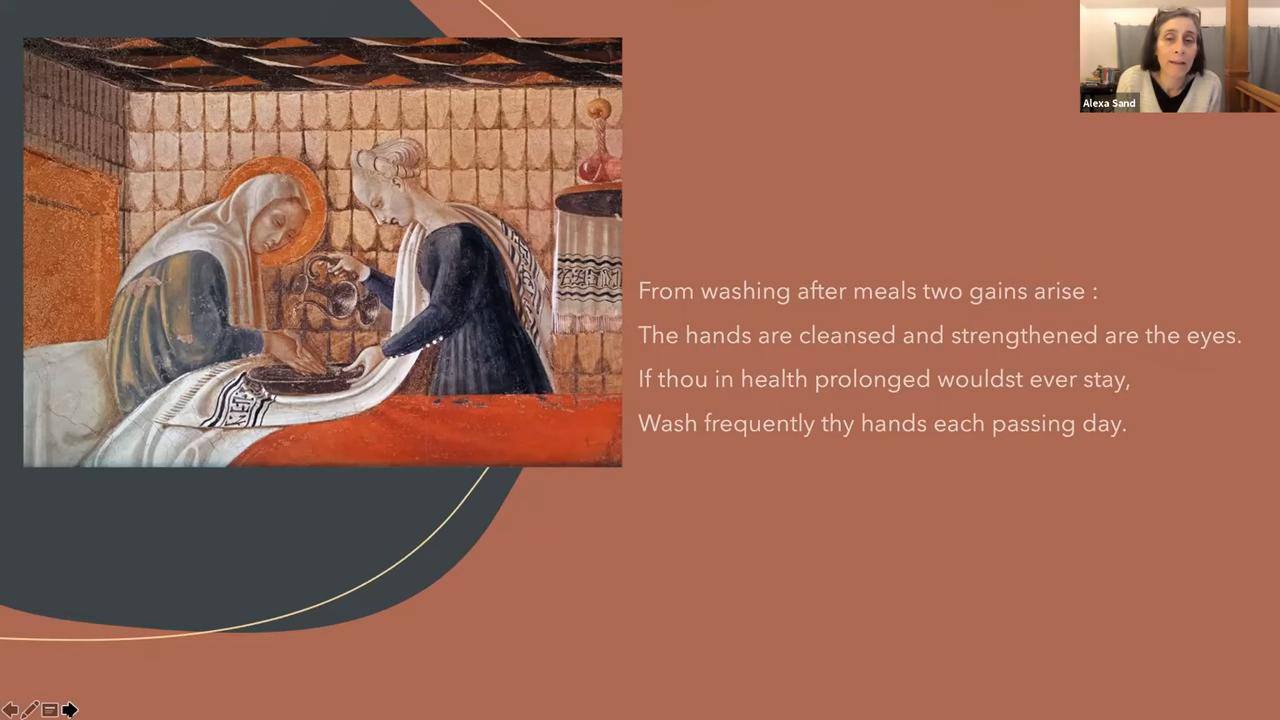 Alexa Sand
From washing after meals two gains arise :
The hands are cleansed and strengthened are the eyes.
If thou in health prolonged wouldst ever stay,
Wash frequently thy hands each passing day.